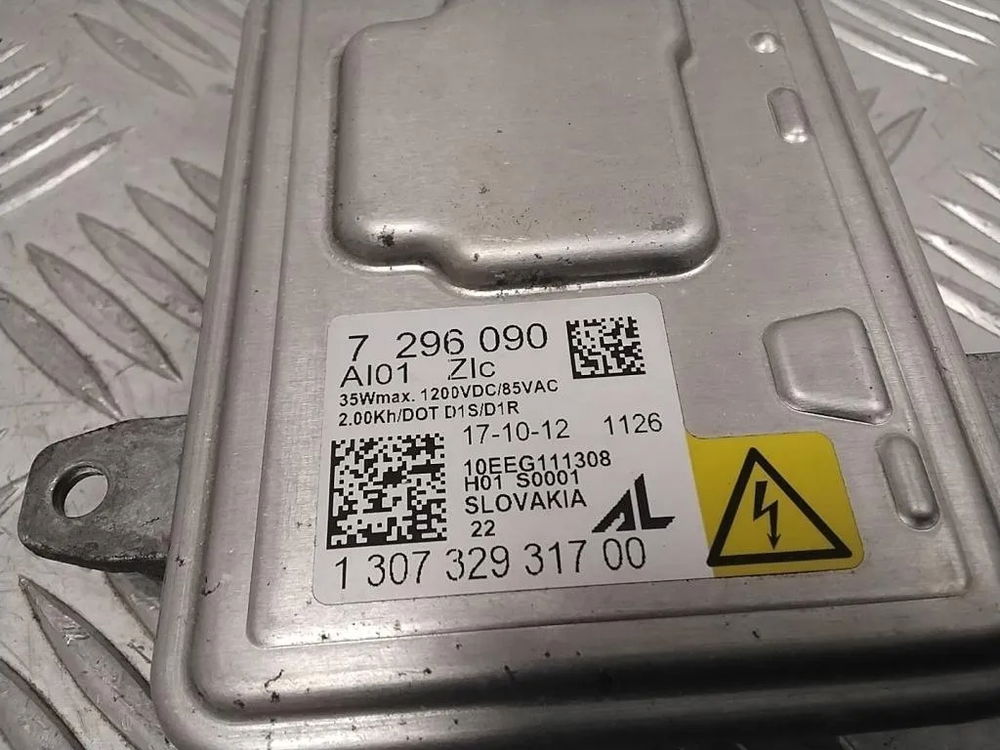 7 296 090
AI01 ZIc
35Wmax. 1200VDC/85VAC
2.00Kh/DOT D1S/D1R
17-10-12 1126
10EEG111308
H01 S0001
SLOVAKIA
22
AL
1 307 329 317 00